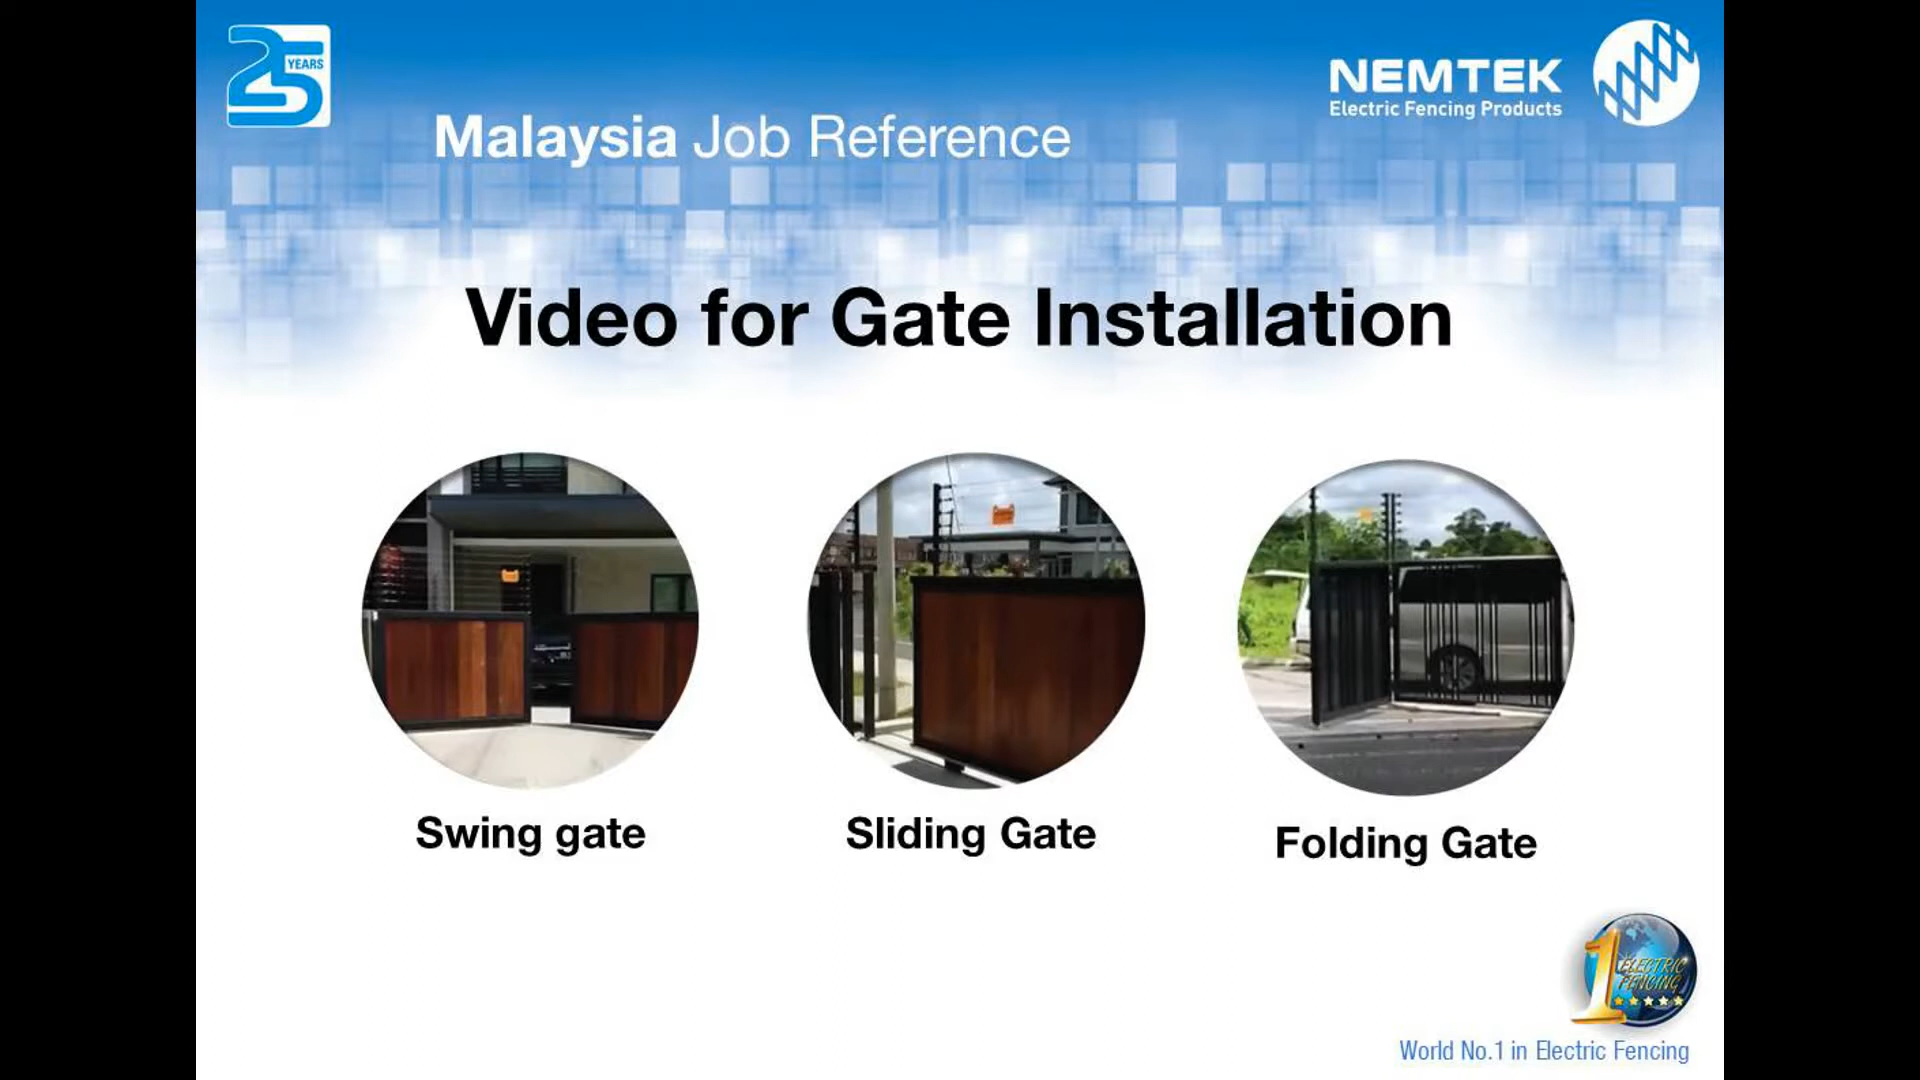 25 YEARS
NEMTEK
Electric Fencing Products
Malaysia Job Reference
Video for Gate Installation
Swing gate
Sliding Gate
Folding Gate
1 ELECTRIC
FENCING
World No.1 in Electric Fencing